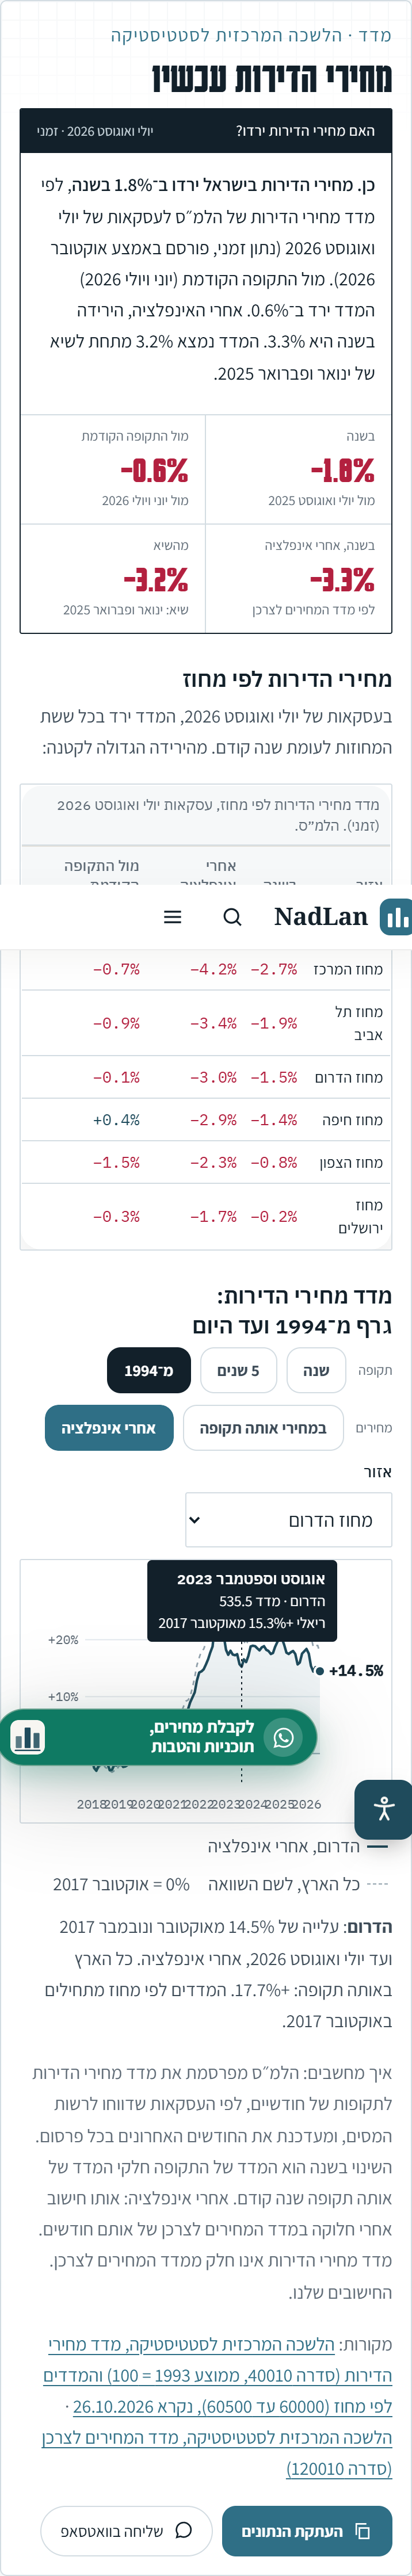 מדד · הלשכה המרכזית לסטטיסטיקה
מחירי הדירות עכשיו
האם מחירי הדירות ירדו?
יולי ואוגוסט 2026 · זמני
כן. מחירי הדירות בישראל ירדו ב־1.8% בשנה, לפי
מדד מחירי הדירות של הלמ״ס לעסקאות של יולי
ואוגוסט 2026 (נתון זמני, פורסם באמצע אוקטובר
2026). מול התקופה הקודמת (יוני ויולי 2026)
המדד ירד ב־0.6%. אחרי האינפלציה, הירידה
בשנה היא 3.3%. המדד נמצא 3.2% מתחת לשיא
של ינואר ופברואר 2025.
בשנה
−1.8%
מול יולי ואוגוסט 2025
מול התקופה הקודמת
−0.6%
מול יוני ויולי 2026
בשנה, אחרי אינפלציה
−3.3%
לפי מדד המחירים לצרכן
מהשיא
−3.2%
שיא: ינואר ופברואר 2025
מחירי הדירות לפי מחוז
בעסקאות של יולי ואוגוסט 2026, המדד ירד בכל ששת
המחוזות לעומת שנה קודם. מהירידה הגדולה לקטנה:
מדד מחירי הדירות לפי מחוז, עסקאות יולי ואוגוסט 2026
(זמני). הלמ״ס.
אחרי
מול התקופה
NadLan
מחוז המרכז −2.7% −4.2% −0.7%
מחוז תל
אביב −1.9% −3.4% −0.9%
מחוז הדרום −1.5% −3.0% −0.1%
מחוז חיפה −1.4% −2.9% +0.4%
מחוז הצפון −0.8% −2.3% −1.5%
מחוז
ירושלים −0.2% −1.7% −0.3%
מדד מחירי הדירות:
גרף מ־1994 ועד היום
תקופה שנה 5 שנים מ־1994
מחירים במחירי אותה תקופה אחרי אינפלציה
אזור
מחוז הדרום
אוגוסט וספטמבר 2023
הדרום · מדד 535.5
ריאלי +15.3% מאוקטובר 2017
+20%
+14.5%
+10%
לקבלת מחירים,
תוכניות והטבות
2018 2019 2020 2021 2022 2023 2024 2025 2026
הדרום, אחרי אינפלציה
כל הארץ, לשם השוואה 0% = אוקטובר 2017
הדרום: עלייה של 14.5% מאוקטובר ונובמבר 2017
ועד יולי ואוגוסט 2026, אחרי אינפלציה. כל הארץ
באותה תקופה: +17.7%. המדדים לפי מחוז מתחילים
באוקטובר 2017.
איך מחשבים: הלמ״ס מפרסמת את מדד מחירי הדירות
לתקופות של חודשיים, לפי העסקאות שדווחו לרשות
המסים, ומעדכנת את החודשים האחרונים בכל פרסום.
השינוי בשנה הוא המדד של התקופה חלקי המדד של
אותה תקופה שנה קודם. אחרי אינפלציה: אותו חישוב
אחרי חלוקה במדד המחירים לצרכן של אותם חודשים.
מדד מחירי הדירות אינו חלק ממדד המחירים לצרכן.
החישובים שלנו.
מקורות: הלשכה המרכזית לסטטיסטיקה, מדד מחירי
הדירות (סדרה 40010, ממוצע 1993 = 100) והמדדים
לפי מחוז (60000 עד 60500), נקרא 26.10.2026 ·
הלשכה המרכזית לסטטיסטיקה, מדד המחירים לצרכן
(סדרה 120010)
העתקת הנתונים
שליחה בוואטסאפ